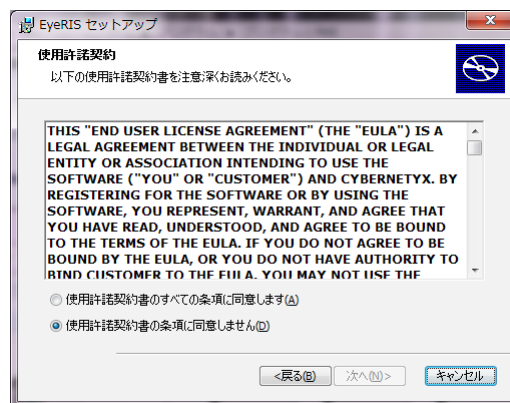 EyeRIS セットアップ
使用許諾契約
以下の使用許諾契約書を注意深くお読みください。
THIS "END USER LICENSE AGREEMENT" (THE "EULA") IS A
LEGAL AGREEMENT BETWEEN THE INDIVIDUAL OR LEGAL
ENTITY OR ASSOCIATION INTENDING TO USE THE
SOFTWARE ("YOU" OR "CUSTOMER") AND CYBERNETYX. BY
REGISTERING FOR THE SOFTWARE OR BY USING THE
SOFTWARE, YOU REPRESENT, WARRANT, AND AGREE THAT
YOU HAVE READ, UNDERSTOOD, AND AGREE TO BE BOUND
TO THE TERMS OF THE EULA. IF YOU DO NOT AGREE TO BE
BOUND BY THE EULA, OR YOU DO NOT HAVE AUTHORITY TO
BIND CUSTOMER TO THE EULA, YOU MAY NOT USE THE
使用許諾契約書のすべての条項に同意します(A)
使用許諾契約書の条項に同意しません(D)
<戻る(B) 次へ(N)> キャンセル